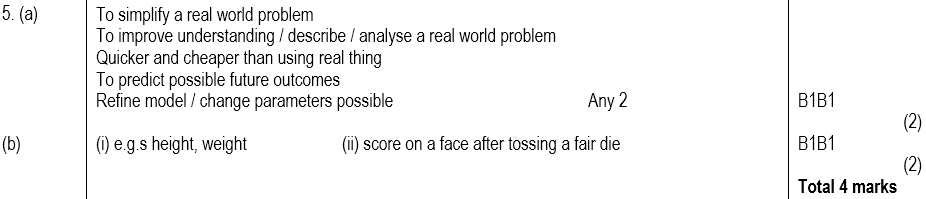 5. (a) To simplify a real world problem
To improve understanding / describe / analyse a real world problem
Quicker and cheaper than using real thing
To predict possible future outcomes
Refine model / change parameters possible Any 2 B1B1
(2)
(b) (i) e.g.s height, weight (ii) score on a face after tossing a fair die B1B1
(2)
Total 4 marks